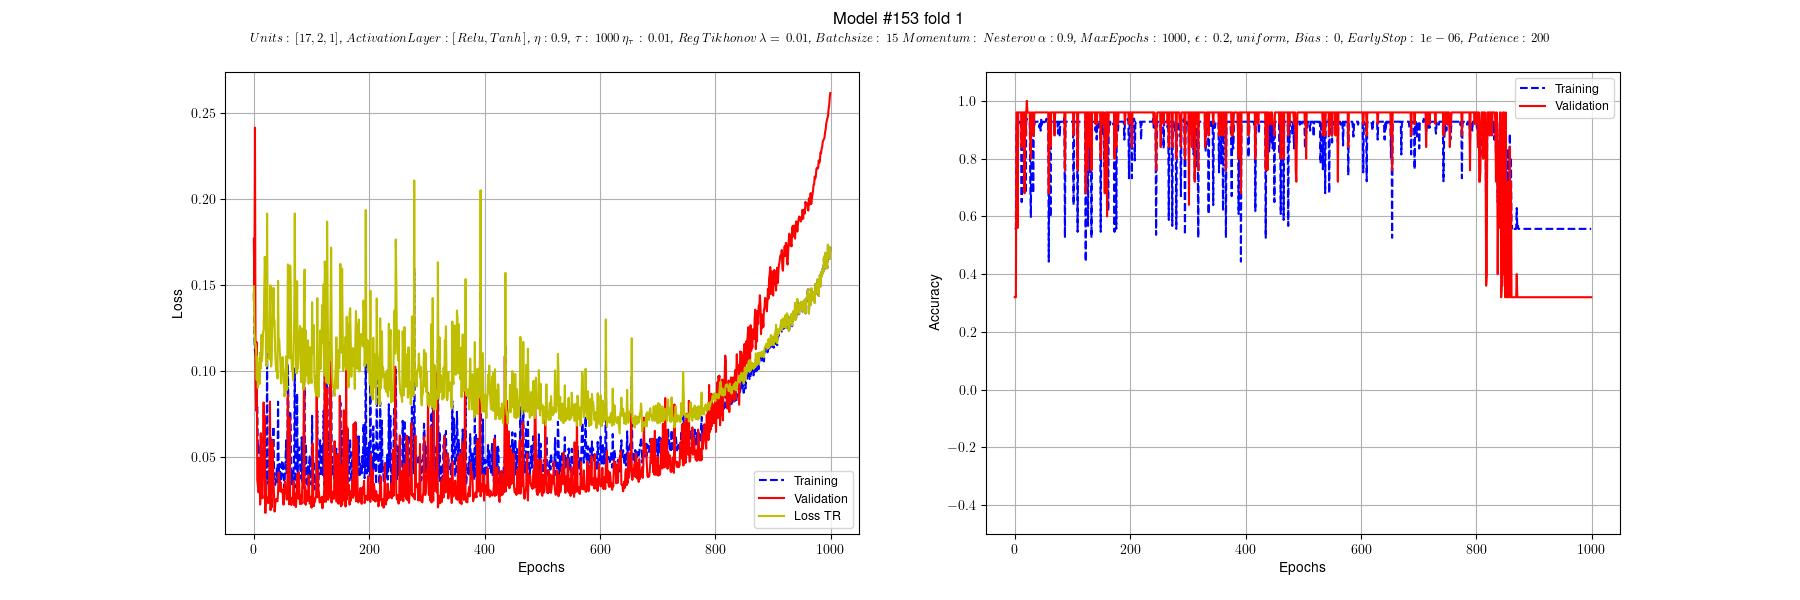 Model #153 fold 1
Units : [17, 2, 1], ActivationLayer : [Relu, Tanh], η : 0.9, τ : 1000 η_τ : 0.01, Reg Tikhonov λ = 0.01, Batchsize : 15 Momentum : Nesterov α : 0.9, MaxEpochs : 1000, ϵ : 0.2, uniform, Bias : 0, EarlyStop : 1e − 06, Patience : 200
Loss
0.25
0.20
0.15
0.10
0.05
Training
Validation
Loss TR
0 200 400 600 800 1000
Epochs
Accuracy
1.0
0.8
0.6
0.4
0.2
0.0
−0.2
−0.4
Training
Validation
0 200 400 600 800 1000
Epochs